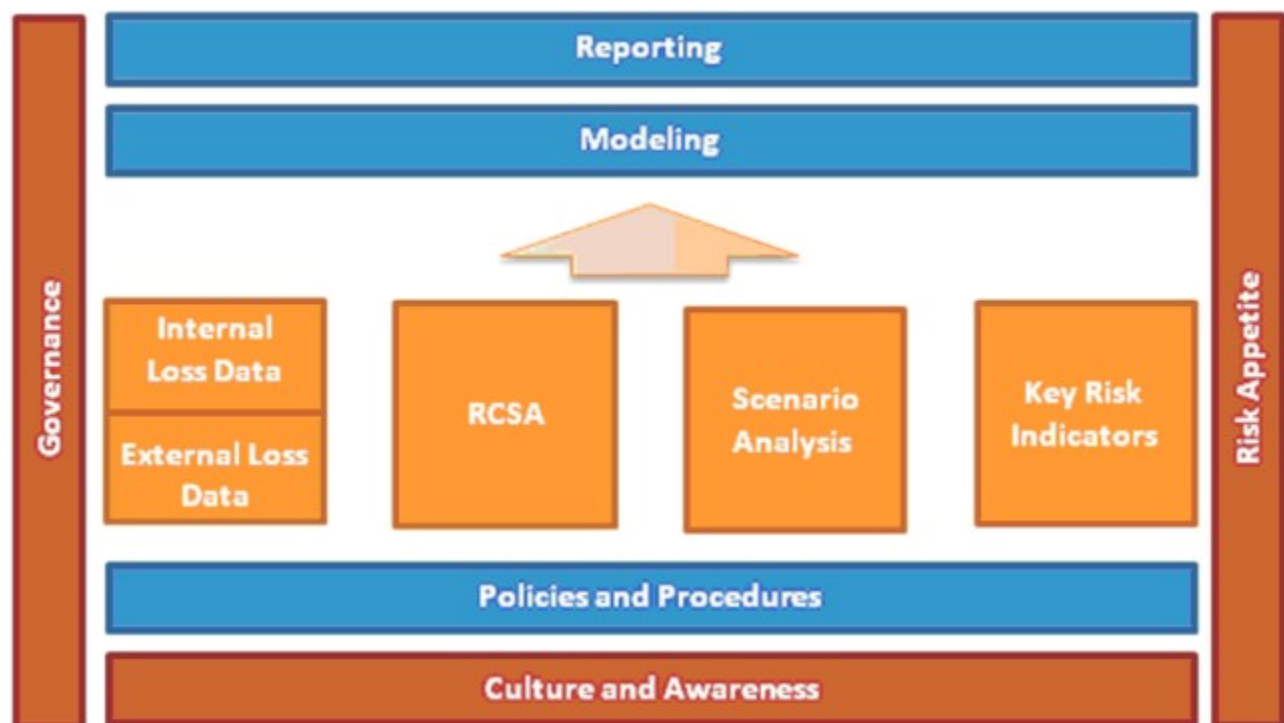 Reporting
Modeling
Governance
Internal
Loss Data
External Loss
Data
RCSA
Scenario
Analysis
Key Risk
Indicators
Risk Appetite
Policies and Procedures
Culture and Awareness